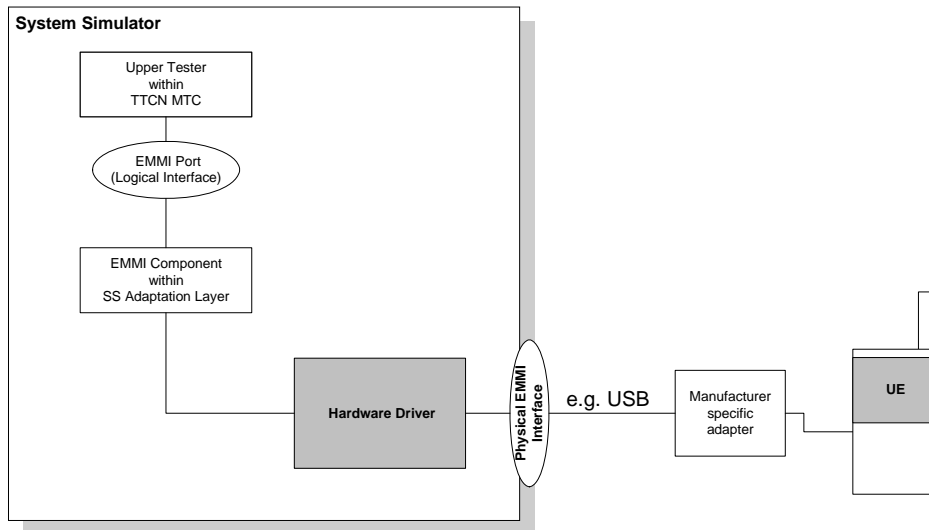 System Simulator
Upper Tester
within
TTCN MTC
EMMI Port
(Logical Interface)
EMMI Component
within
SS Adaptation Layer
Hardware Driver
Physical EMMI
Interface
e.g. USB
Manufacturer
specific
adapter
UE